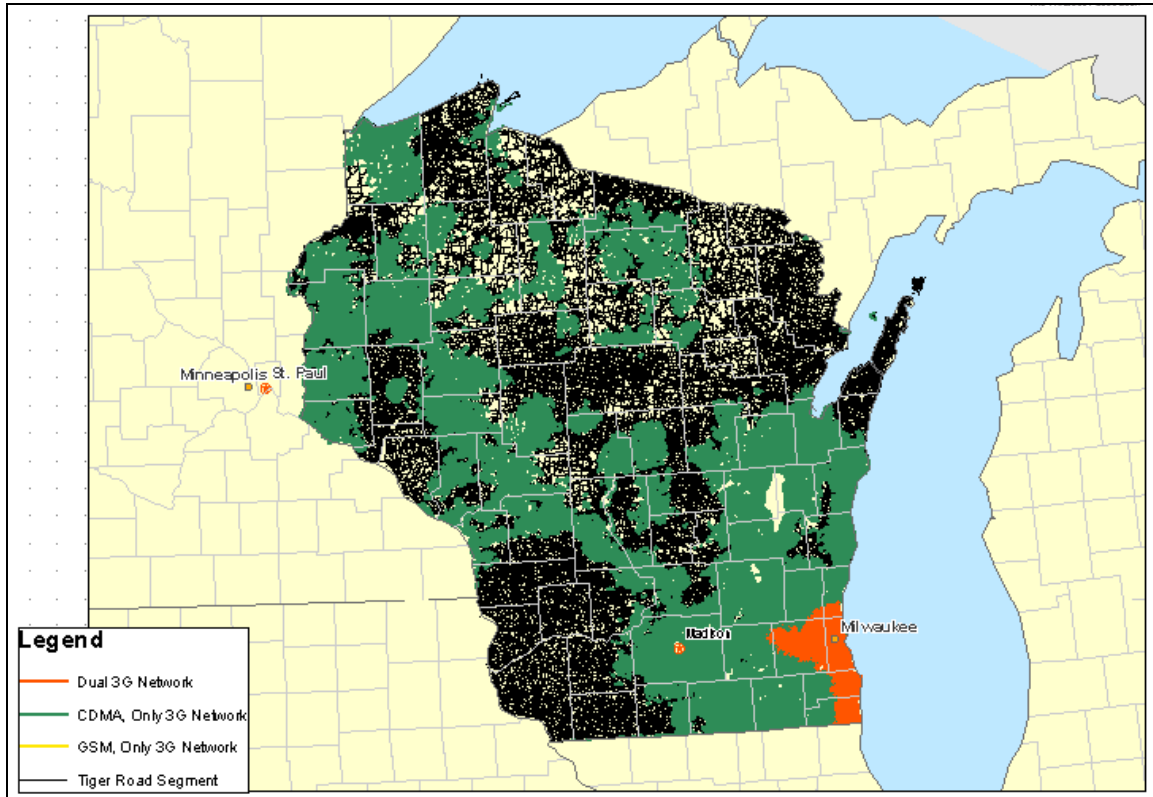 Minneapolis St. Paul
Madison
Milwaukee
Legend
Dual 3G Network
CDMA, Only 3G Network
GSM, Only 3G Network
Tiger Road Segment